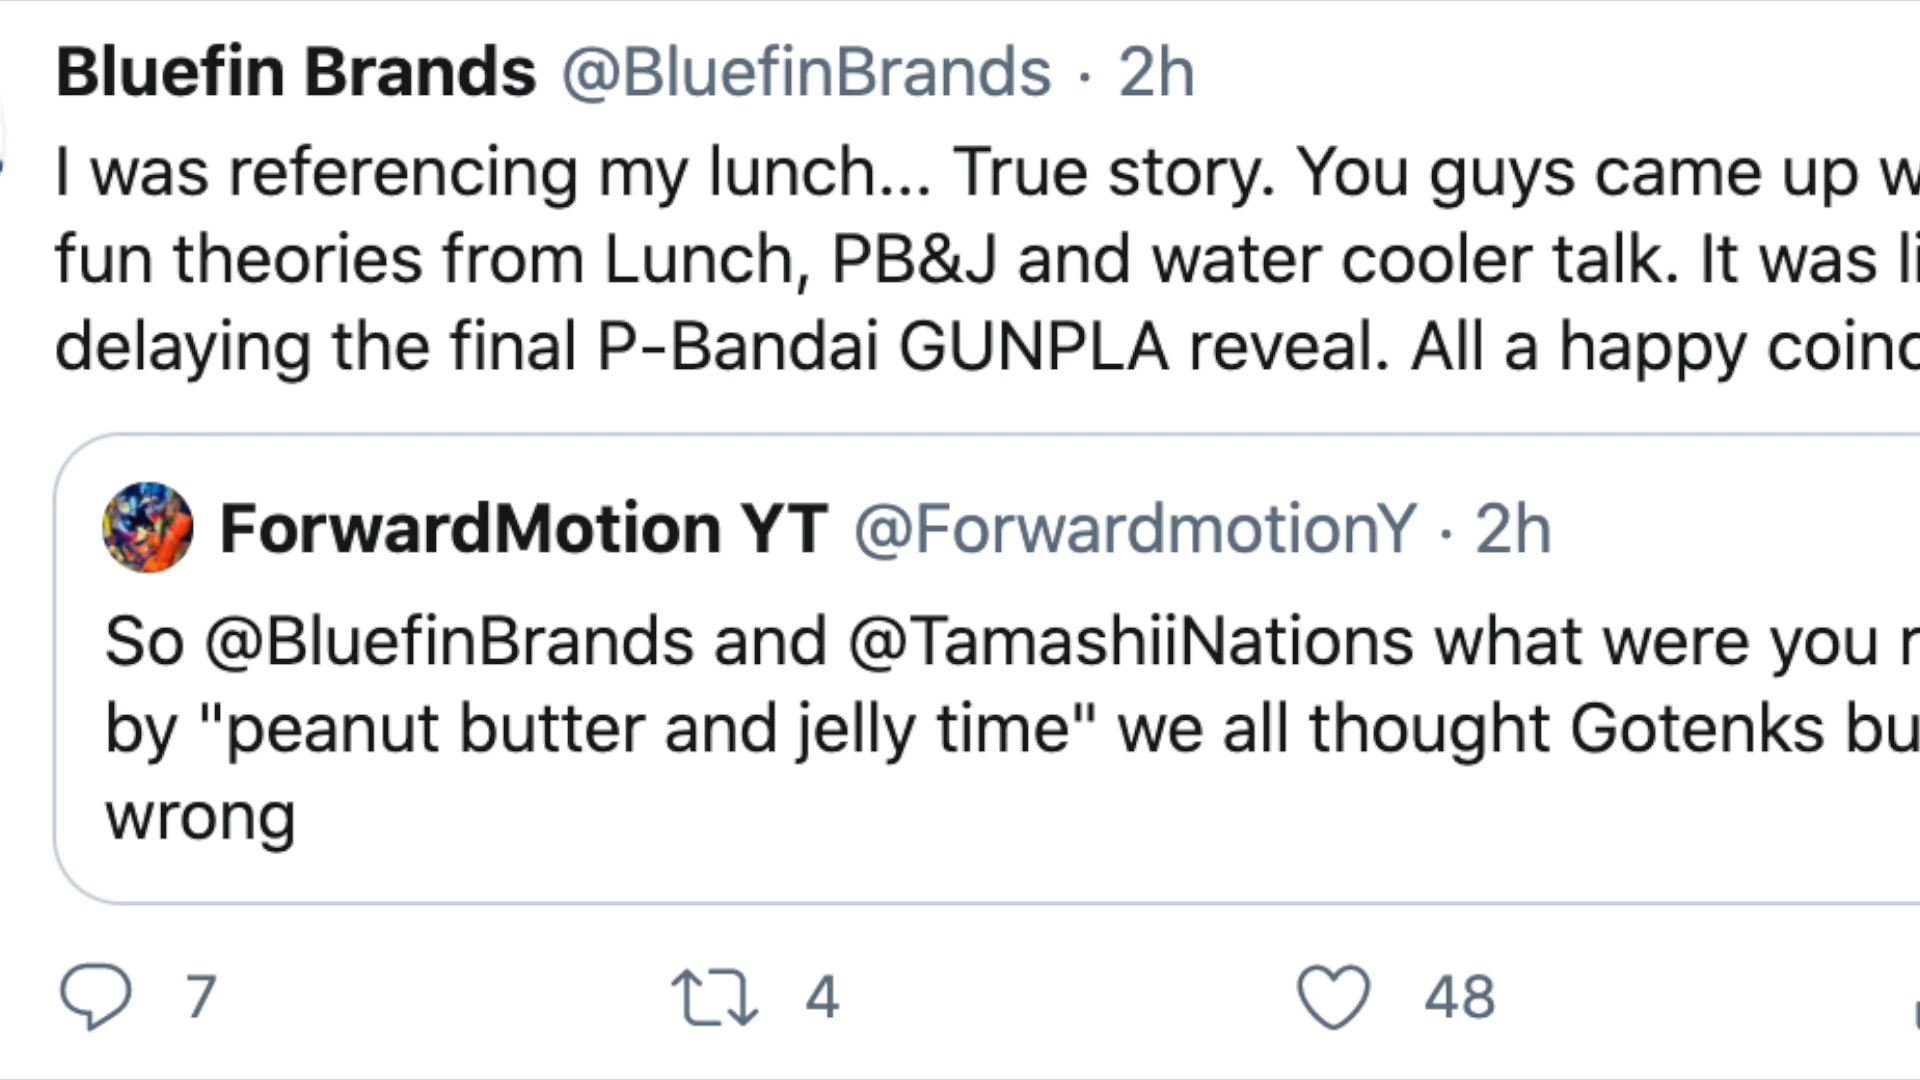 Bluefin Brands @BluefinBrands · 2h
I was referencing my lunch... True story. You guys came up
fun theories from Lunch, PB&J and water cooler talk. It was
delaying the final P-Bandai GUNPLA reveal. All a happy
ForwardMotion YT @ForwardmotionY · 2h
So @BluefinBrands and @TamashiiNations what were you
by "peanut butter and jelly time" we all thought Gotenks
wrong
7 4 48